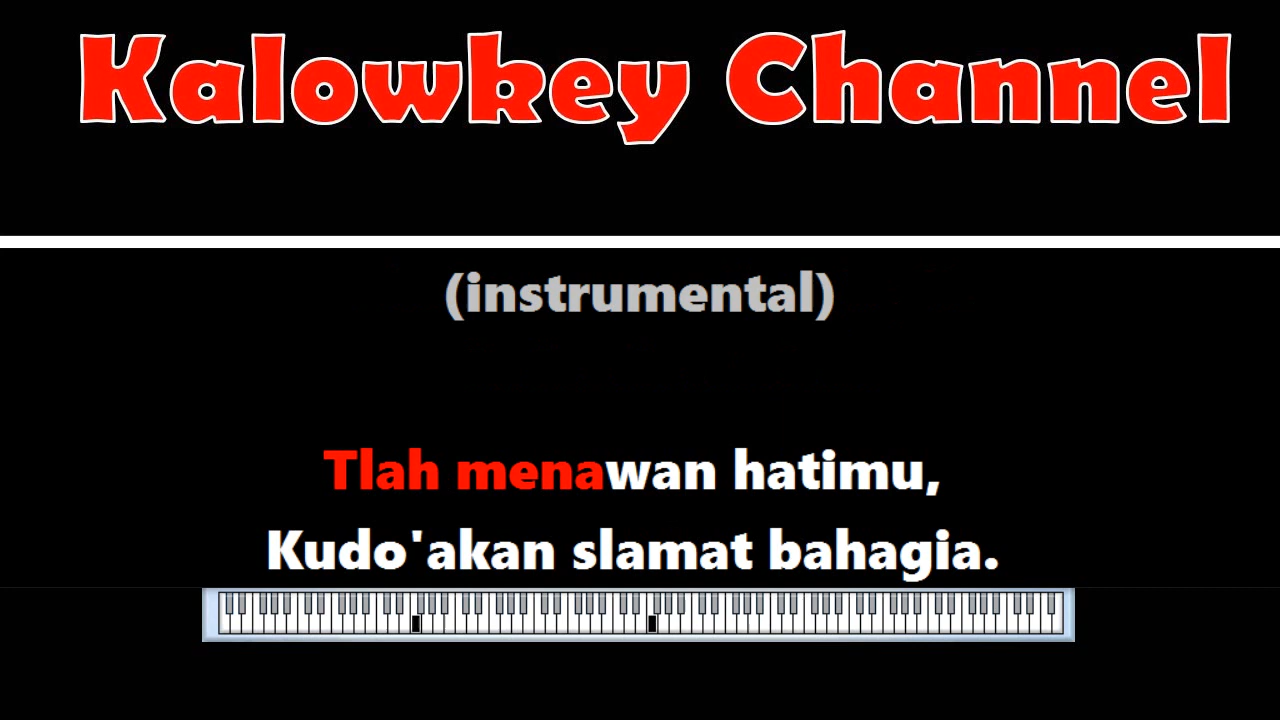 Kalowkey Channel
(instrumental)
Tlah menawan hatimu,
Kudo'akan slamat bahagia.